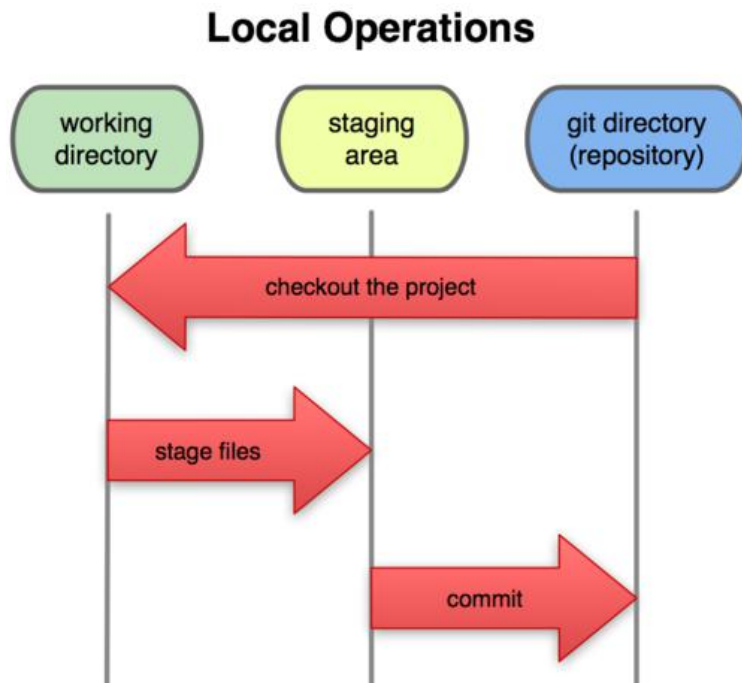 Local Operations
working
directory
staging
area
git directory
(repository)
checkout the project
stage files
commit